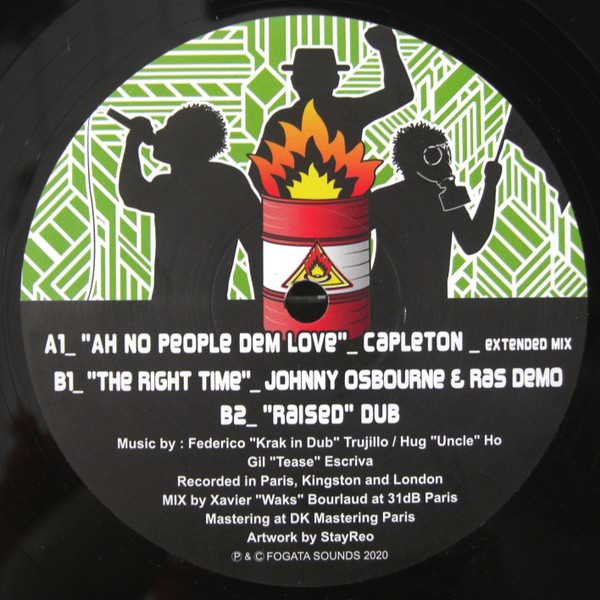 A1_ "AH NO PEOPLE DEM LOVE"_ CAPLETON _ EXTENDED MIX
B1_ "THE RIGHT TIME"_ JOHNNY OSBOURNE & RAS DEMO
B2_ "RAISED" DUB
Music by : Federico "Krak in Dub" Trujillo / Hug "Uncle" Ho
Gil "Tease" Escriva
Recorded in Paris, Kingston and London
MIX by Xavier "Waks" Bourlaud at 31dB Paris
Mastering at DK Mastering Paris
Artwork by StayReo
℗ & © FOGATA SOUNDS 2020